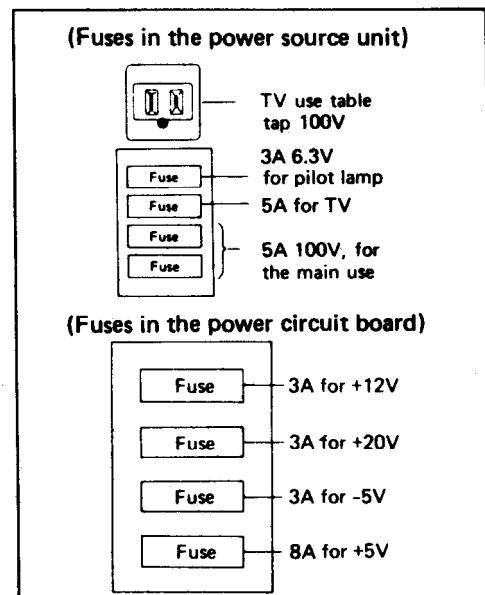 (Fuses in the power source unit)
TV use table
tap 100V
3A 6.3V
for pilot lamp
Fuse
Fuse
5A for TV
Fuse
Fuse
5A 100V, for
the main use
(Fuses in the power circuit board)
Fuse
3A for +12V
Fuse
3A for +20V
Fuse
3A for -5V
Fuse
8A for +5V